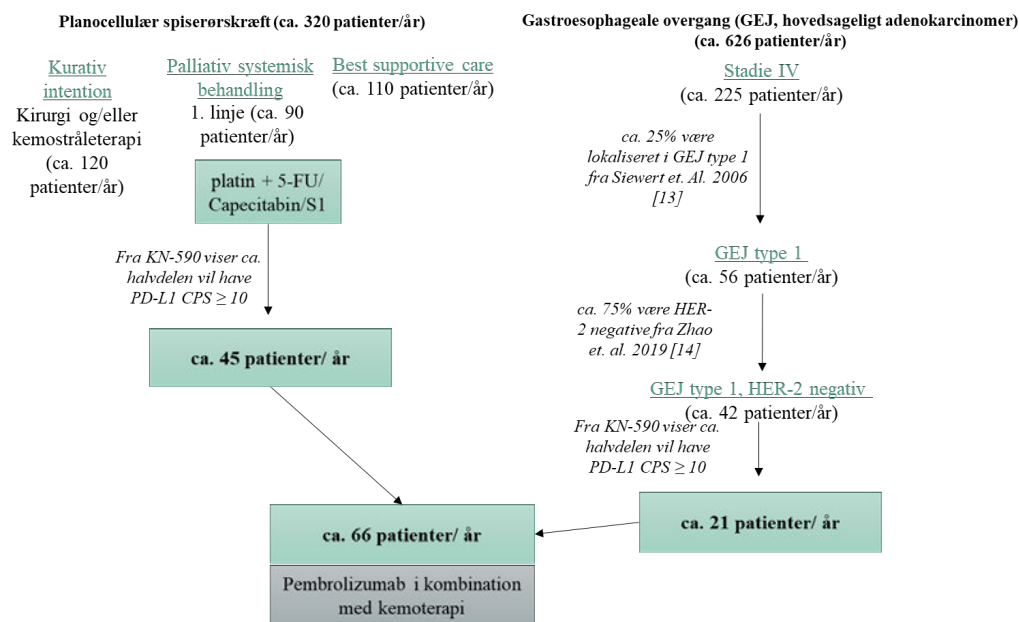 Planocellulær spiserørskræft (ca. 320 patienter/år)
Kurativ
intention
Kirurgi og/eller
kemostråleterapi
(ca. 120
patienter/år)
Palliativ systemisk
behandling
1. linje (ca. 90
patienter/år)
Best supportive care
(ca. 110 patienter/år)
platin + 5-FU/
Capecitabin/S1
Fra KN-590 viser ca.
halvdelen vil have
PD-L1 CPS ≥ 10
ca. 45 patienter/ år
Gastroesophageale overgang (GEJ, hovedsageligt adenokarcinomer)
(ca. 626 patienter/år)
Stadie IV
(ca. 225 patienter/år)
ca. 25% være
lokaliseret i GEJ type 1
fra Siewert et. Al. 2006
[13]
GEJ type 1
(ca. 56 patienter/år)
ca. 75% være HER-
2 negative fra Zhao
et. al. 2019 [14]
GEJ type 1, HER-2 negativ
(ca. 42 patienter/år)
Fra KN-590 viser ca.
halvdelen vil have
PD-L1 CPS ≥ 10
ca. 21 patienter/ år
ca. 66 patienter/ år
Pembrolizumab i kombination
med kemoterapi